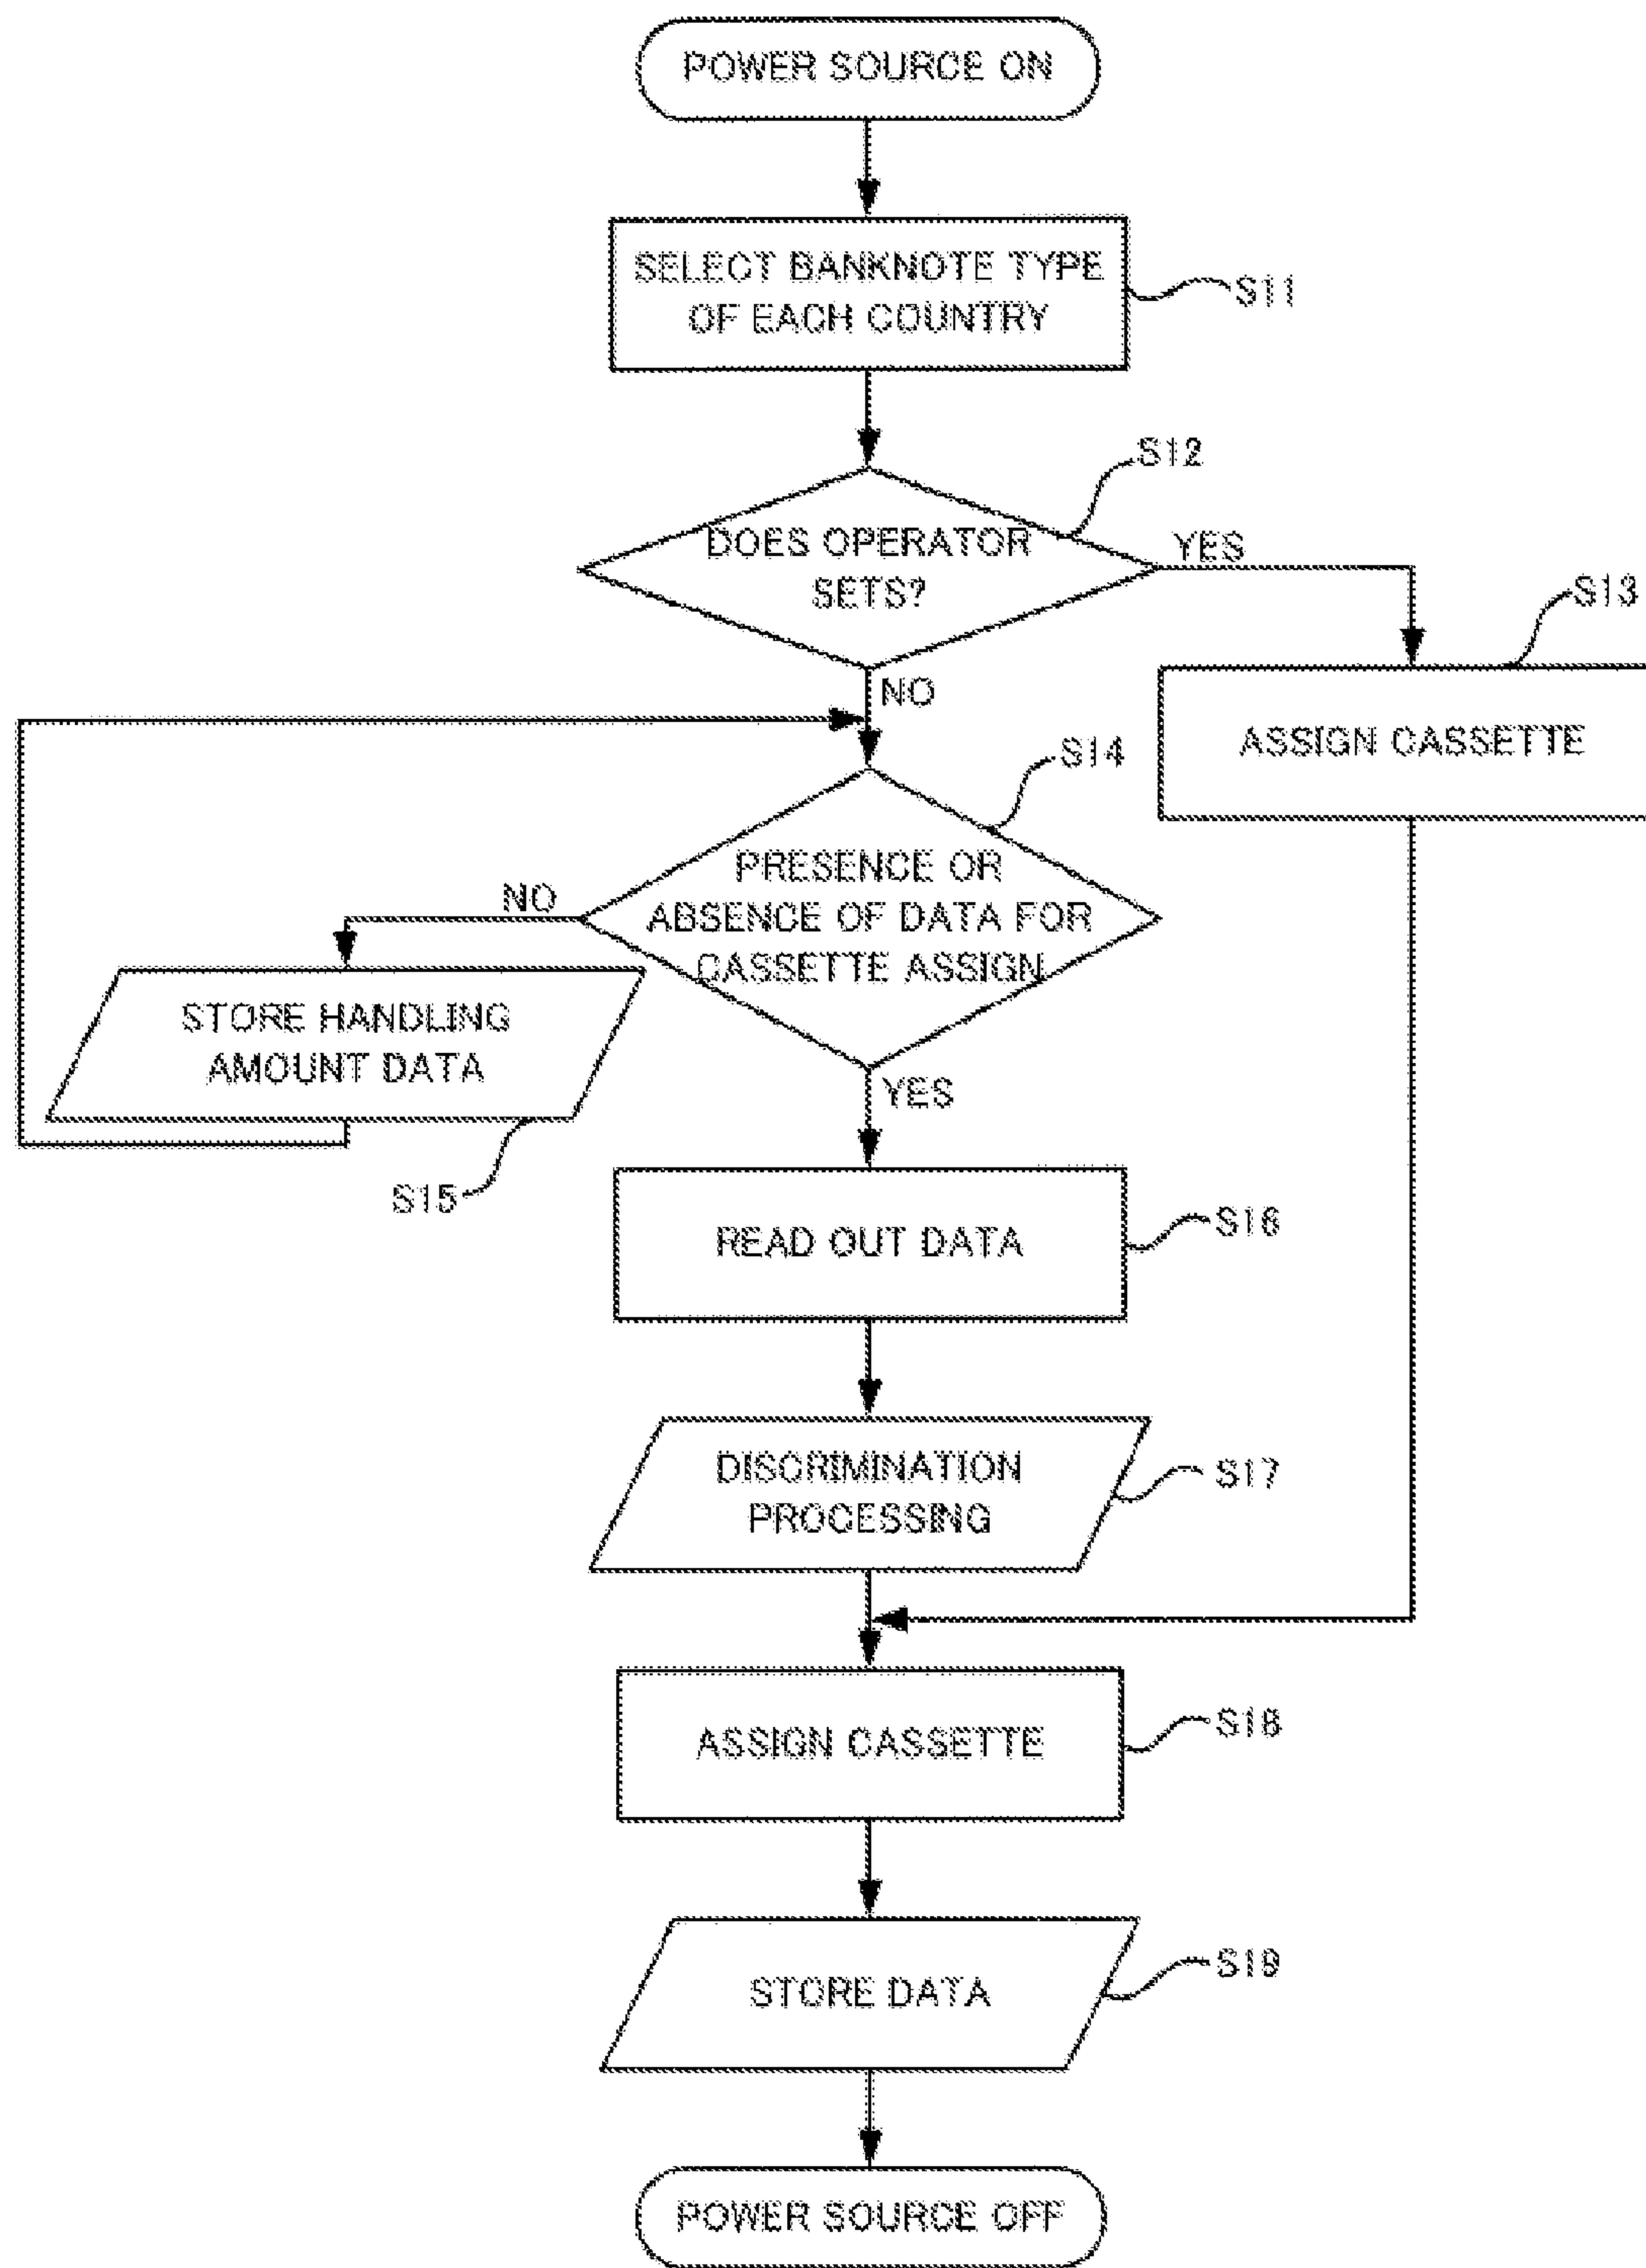 POWER SOURCE ON
SELECT BANKNOTE TYPE
OF EACH COUNTRY
S11
S12
DOES OPERATOR
SETS?
YES
S13
NO
ASSIGN CASSETTE
S14
PRESENCE OR
ABSENCE OF DATA FOR
CASSETTE ASSIGN
NO
STORE HANDLING
AMOUNT DATA
YES
S15
READ OUT DATA
S16
DISCRIMINATION
PROCESSING
S17
ASSIGN CASSETTE
S18
STORE DATA
S19
POWER SOURCE OFF